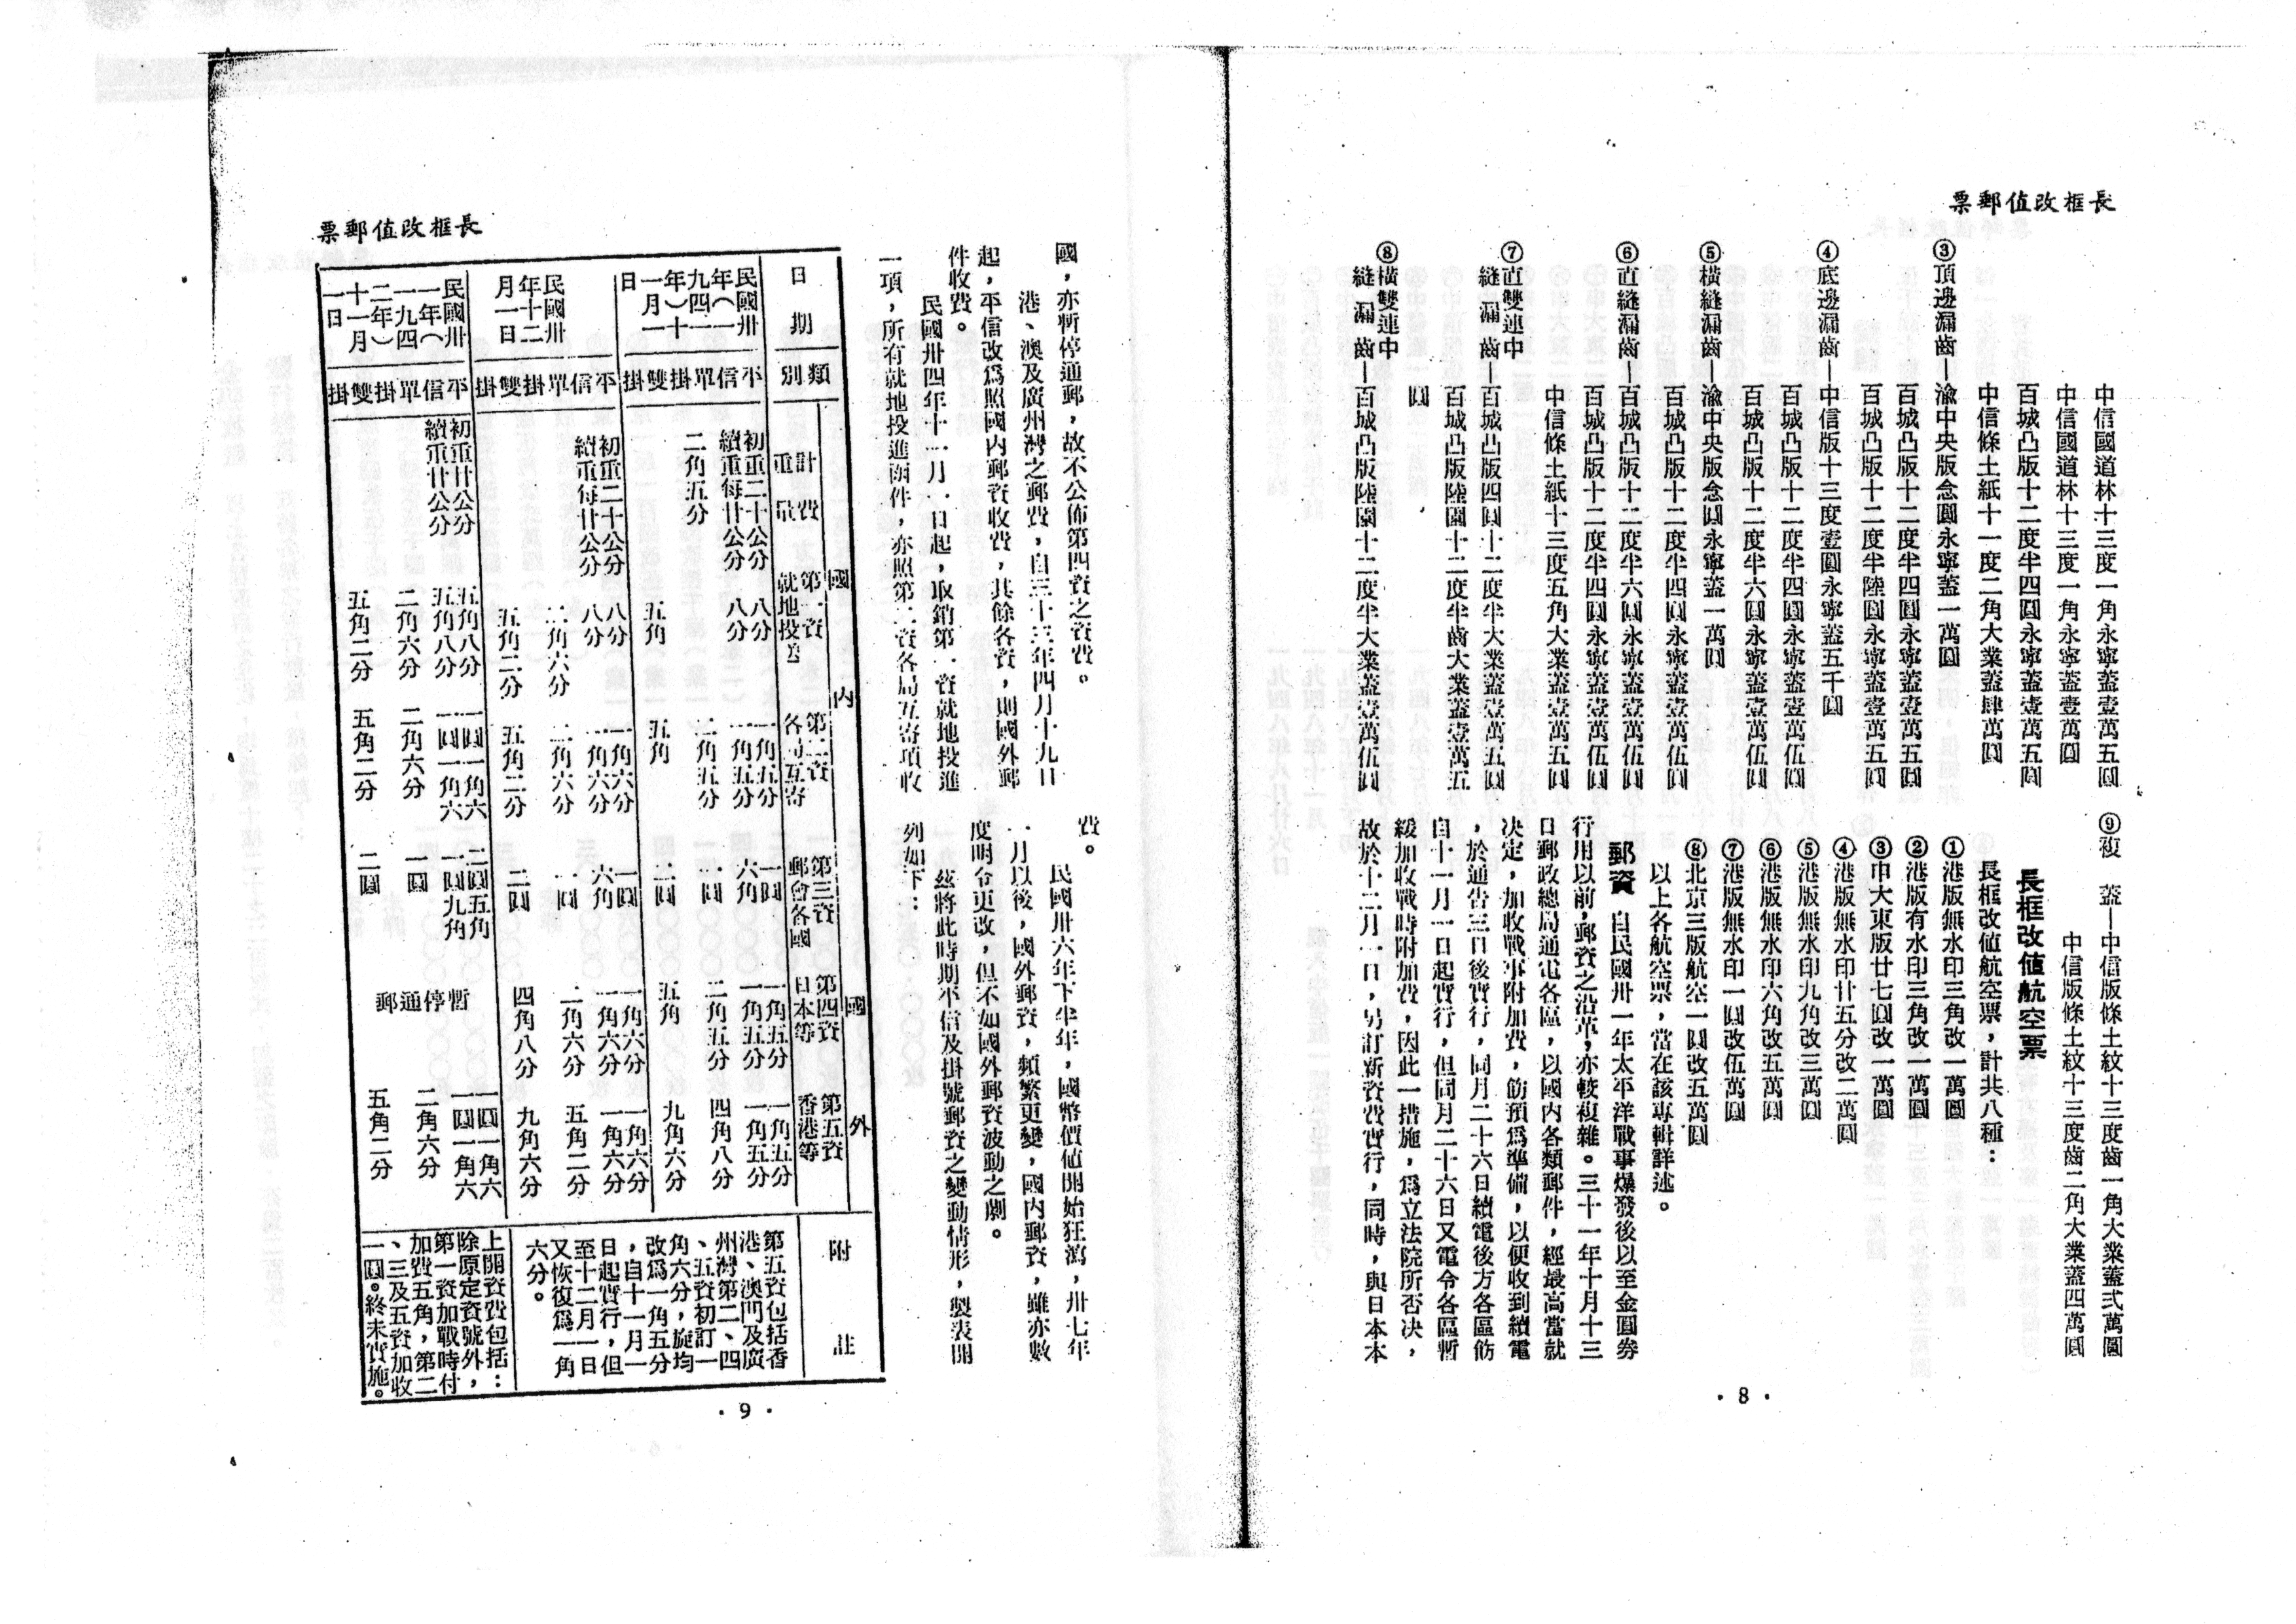 長框改值郵票
中信國道林十三度一角永寧蓋壹萬五圓
中信國道林十三度一角永寧蓋壹萬圓
百城凸版十二度半四圓永寧蓋壹萬五圓
中信條土紙十一度二角大業蓋肆萬圓
③頂邊漏齒—渝中央版念圓永寧蓋一萬圓
百城凸版十二度半四圓永寧蓋壹萬五圓
百城凸版十二度半陸圓永寧蓋壹萬五圓
④底邊漏齒—中信版十三度壹圓永寧蓋五千圓
百城凸版十二度半四圓永寧蓋壹萬伍圓
百城凸版十二度半六圓永寧蓋壹萬伍圓
⑤橫縫漏齒—渝中央版念圓永寧蓋一萬圓
百城凸版十二度半四圓永寧蓋壹萬伍圓
⑥直縫漏齒—百城凸版十二度半六圓永寧蓋壹萬伍圓
百城凸版十二度半四圓永寧蓋壹萬伍圓
中信條土紙十三度五角大業蓋壹萬五圓
⑦直雙連中縫漏齒—百城凸版四圓十二度半大業蓋壹萬五圓
百城凸版陸圓十二度半齒大業蓋壹萬五
圓
⑧橫雙連中縫漏齒—百城凸版陸圓十二度半大業蓋壹萬伍圓
⑨複　蓋—中信版條土紋十三度齒一角大業蓋弍萬圓
中信版條土紋十三度齒二角大業蓋四萬圓
長框改值航空票
長框改值航空票，計共八種：
①港版無水印三角改一萬圓
②港版有水印三角改一萬圓
③中大東版廿七圓改一萬圓
④港版無水印廿五分改二萬圓
⑤港版無水印九角改三萬圓
⑥港版無水印六角改五萬圓
⑦港版無水印一圓改伍萬圓
⑧北京三版航空一圓改五萬圓
以上各航空票，當在該專輯詳述。
郵資　自民國卅一年太平洋戰事爆發後以至金圓券
行用以前，郵資之沿革，亦較複雜。三十一年十月十三
日郵政總局通電各區，以國內各類郵件，經最高當就
決定，加收戰事附加費，筋預為準備，以便收到續電
，於通告三日後實行，同月二十六日續電後方各區筋
自十一月一日起實行，但同月二十六日又電令各區暫
緩加收戰時附加費，因此一措施，為立法院所否決，
故於十二月一日，另訂新資費實行，同時，與日本本
・8・
長框改值郵票
國，亦暫停通郵，故不公佈第四資之資費。
港、澳及廣州灣之郵費，自三十三年四月十九日
起，平信改為照國內郵資收費，其餘各資，則國外郵
件收費。
民國卅四年十一月一日起，取銷第一資就地投進
一項，所有就地投進函件，亦照第二資各局互寄項收
費。
民國卅六年下半年，國幣價值開始狂瀉，卅七年
一月以後，國外郵資，頻繁更變，國內郵資，雖亦數
度明令更改，但不如國外郵資波動之劇。
茲將此時期平信及掛號郵資之變動情形，製表開
列如下：
日期　類別　計費重量　國內　第一資就地投送　第二資各局互寄　國外　第三資郵會各國　第四資日本等　第五資香港等　附註
民國卅年（一九四一年）十一月一日
平信　初重二十公分　八分　一角五分　一圓　一角五分　一角五分
續重每廿公分　八分　一角五分　六角　一角五分　一角五分
單掛　二角五分　二角五分　一圓　二角五分　四角八分
雙掛　五角　五角　二圓　五角　九角六分
民國卅年十二月一日
平信　初重二十公分　八分　一角六分　一圓　一角六分　一角六分
續重每廿公分　八分　一角六分　六角　一角六分　一角六分
單掛　二角六分　二角六分　一圓　二角六分　五角二分
雙掛　五角二分　五角二分　二圓　四角八分　九角六分
第五資包括香
港、澳門及廣
州灣第二、四
、五資初訂一
角六分，旋均
改為一角五分
，自十一月一
日起實行，但
至十二月一日
又恢復為一角
六分。
民國卅一年（一九四二年）十一月一日
平信　初重廿公分　五角八分　一圓一角六　二圓五角　一圓一角六
續重廿公分　五角八分　一圓一角六　一圓九角　一圓一角六
單掛　二角六分　二角六分　一圓　二角六分
雙掛　五角二分　五角二分　二圓　五角二分
暫停通郵
上開資費包括：
除原定資號外，
第一資加戰時付
加費五角，第二
、三及五資加收
一圓。終未實施。
・9・